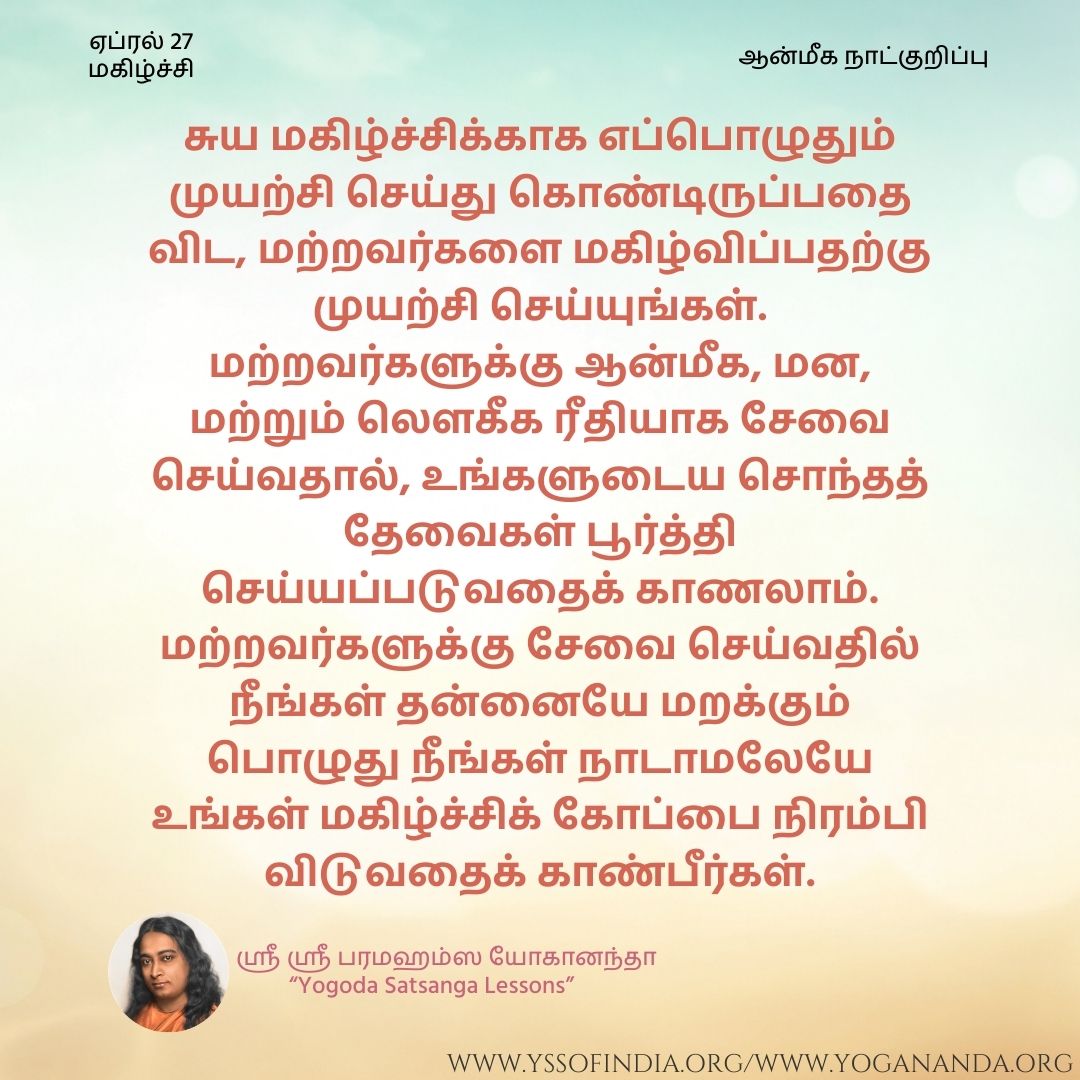 ஏப்ரல் 27
மகிழ்ச்சி
ஆன்மீக நாட்குறிப்பு
சுய மகிழ்ச்சிக்காக எப்பொழுதும்
முயற்சி செய்து கொண்டிருப்பதை
விட, மற்றவர்களை மகிழ்விப்பதற்கு
முயற்சி செய்யுங்கள்.
மற்றவர்களுக்கு ஆன்மீக, மன,
மற்றும் லௌகீக ரீதியாக சேவை
செய்வதால், உங்களுடைய சொந்தத்
தேவைகள் பூர்த்தி
செய்யப்படுவதைக் காணலாம்.
மற்றவர்களுக்கு சேவை செய்வதில்
நீங்கள் தன்னையே மறக்கும்
பொழுது நீங்கள் நாடாமலேயே
உங்கள் மகிழ்ச்சிக் கோப்பை நிரம்பி
விடுவதைக் காண்பீர்கள்.
ஸ்ரீ ஸ்ரீ பரமஹம்ஸ யோகானந்தா
“Yogoda Satsanga Lessons”
WWW.YSSOFINDIA.ORG/WWW.YOGANANDA.ORG